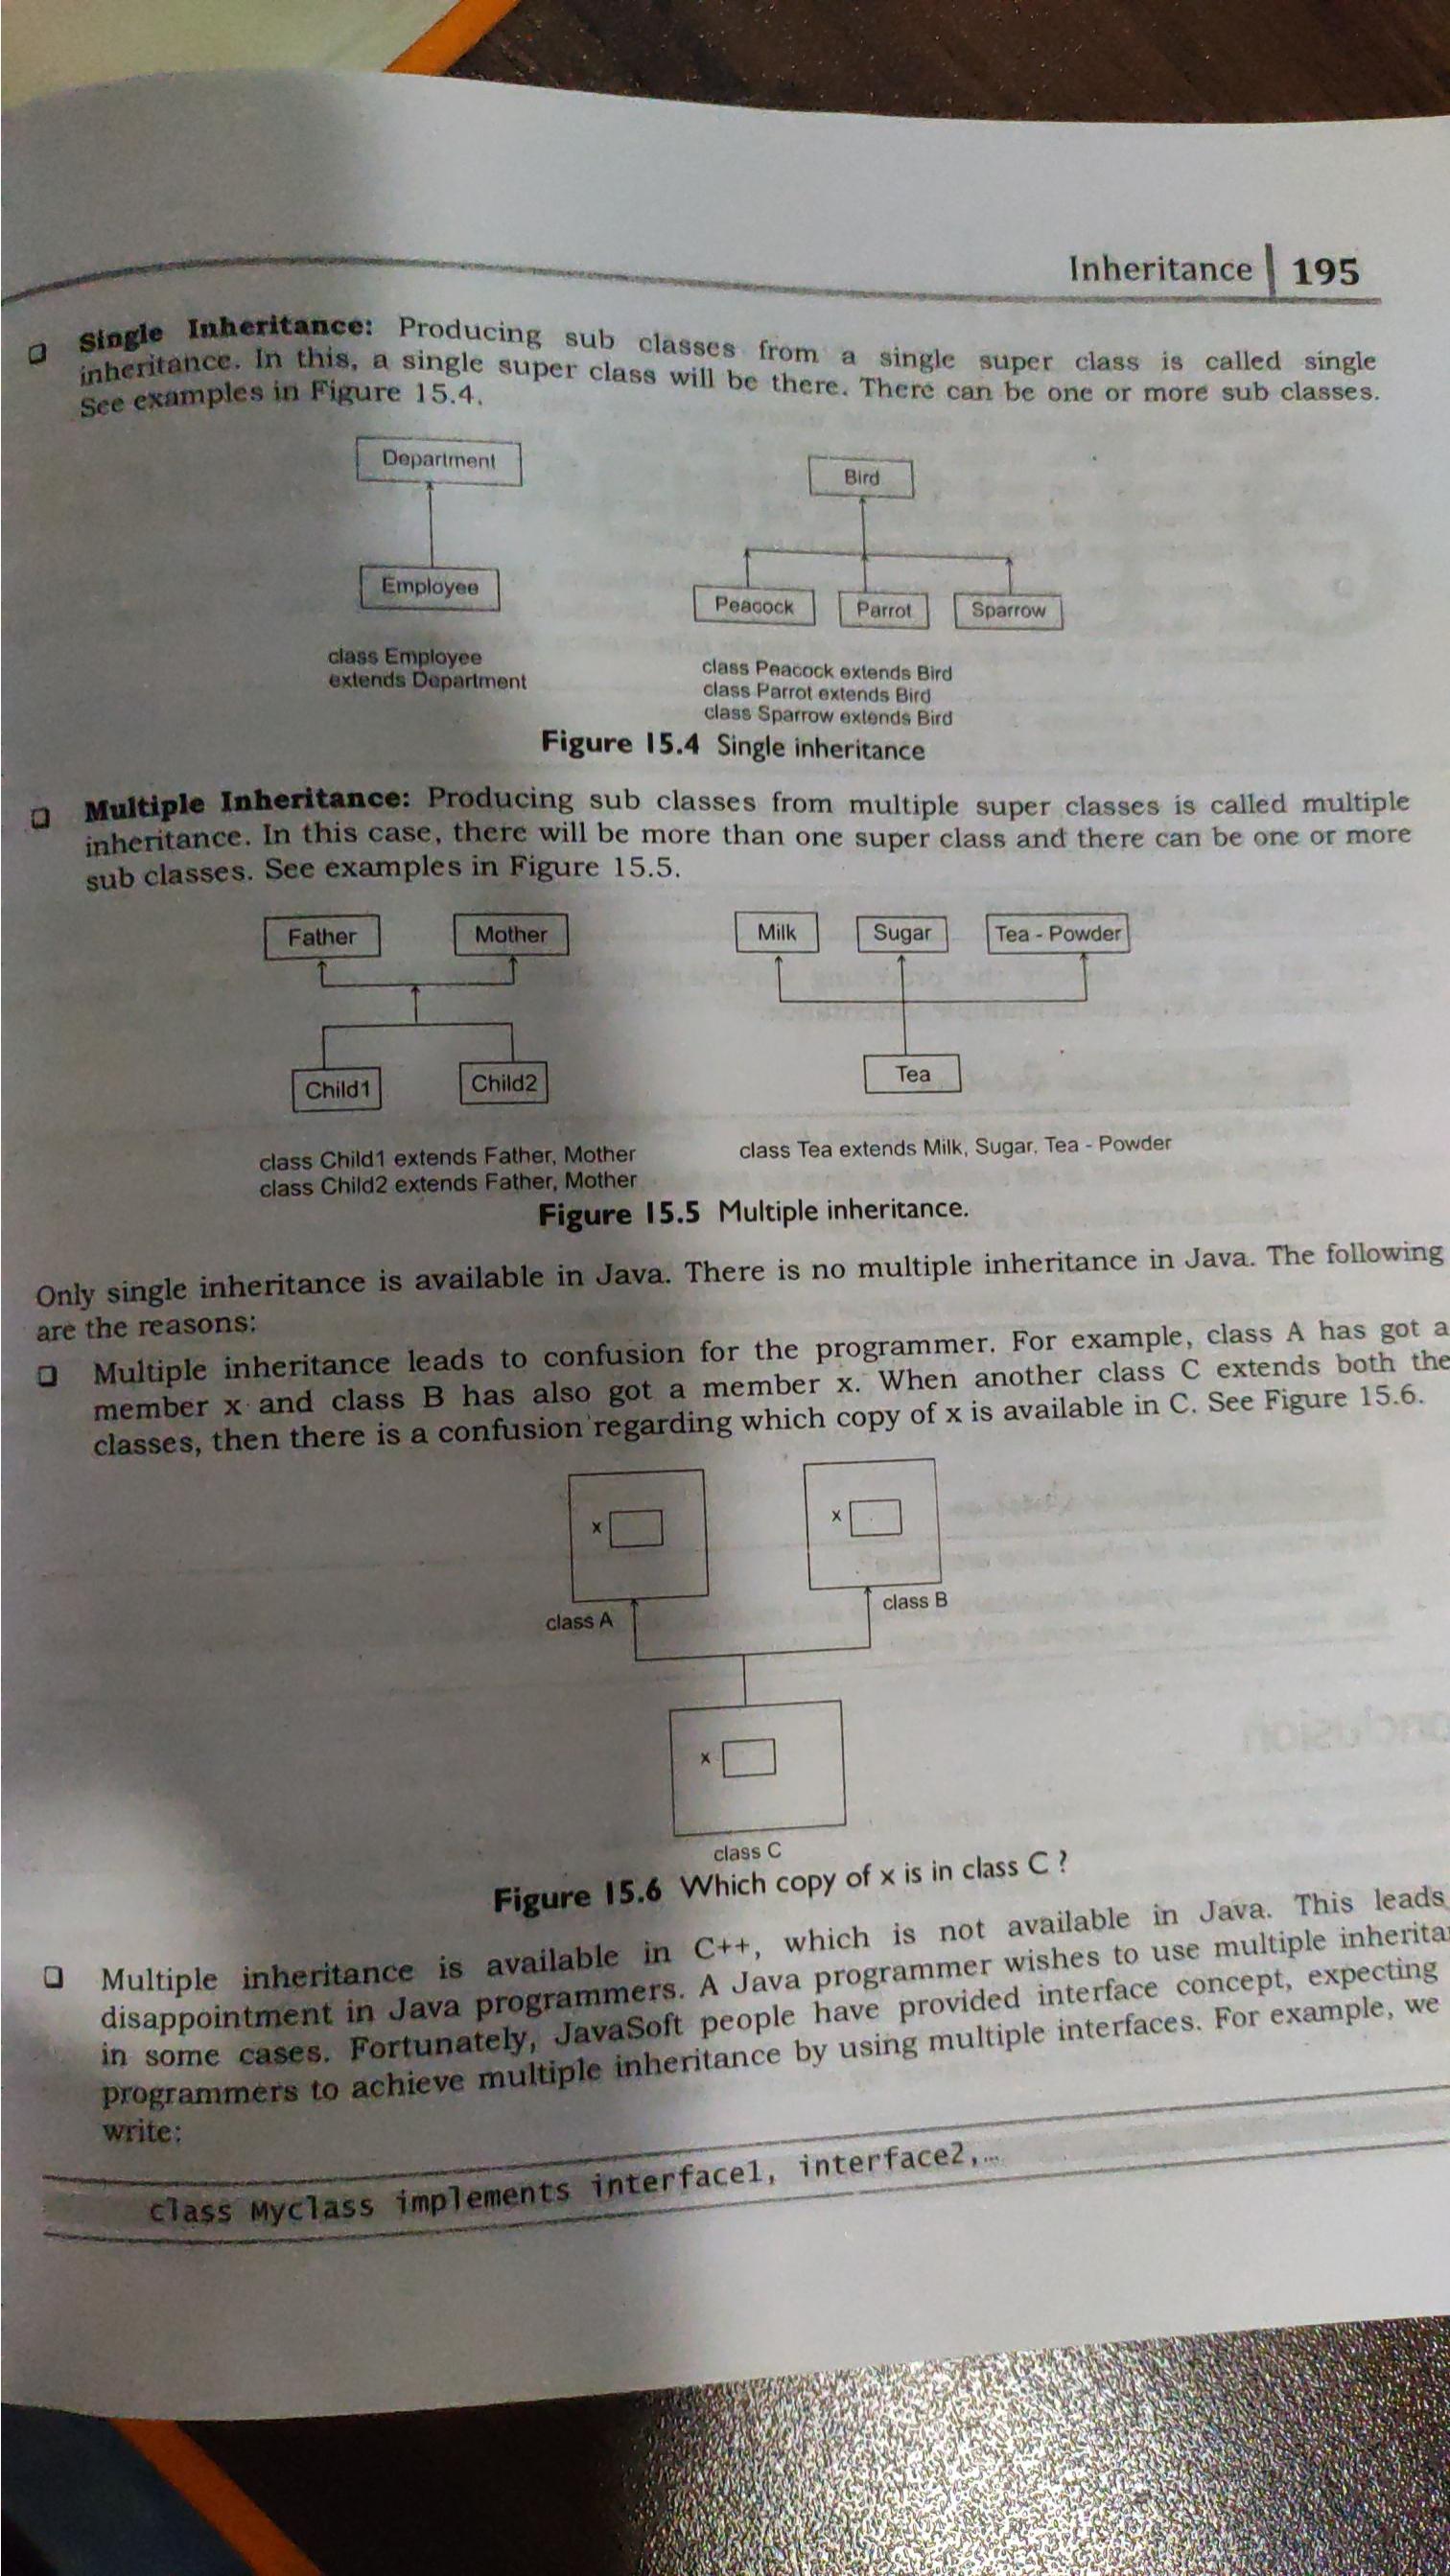 Inheritance | 195
❑ Single Inheritance: Producing sub classes from a single super class is called single
inheritance. In this, a single super class will be there. There can be one or more sub classes.
See examples in Figure 15.4.
Department
Bird
Employee
Peacock
Parrot
Sparrow
class Employee
extends Department
class Peacock extends Bird
class Parrot extends Bird
class Sparrow extends Bird
Figure 15.4 Single inheritance
❑ Multiple Inheritance: Producing sub classes from multiple super classes is called multiple
inheritance. In this case, there will be more than one super class and there can be one or more
sub classes. See examples in Figure 15.5.
Father
Mother
Milk
Sugar
Tea - Powder
Child1
Child2
Tea
class Child1 extends Father, Mother
class Child2 extends Father, Mother
class Tea extends Milk, Sugar, Tea - Powder
Figure 15.5 Multiple inheritance.
Only single inheritance is available in Java. There is no multiple inheritance in Java. The following
are the reasons:
❑ Multiple inheritance leads to confusion for the programmer. For example, class A has got a
member x and class B has also got a member x. When another class C extends both the
classes, then there is a confusion regarding which copy of x is available in C. See Figure 15.6.
x
x
class A
class B
x
class C
Figure 15.6 Which copy of x is in class C ?
❑ Multiple inheritance is available in C++, which is not available in Java. This leads
disappointment in Java programmers. A Java programmer wishes to use multiple
in some cases. Fortunately, JavaSoft people have provided interface concept, expecting
programmers to achieve multiple inheritance by using multiple interfaces. For example, we
write:
class Myclass implements interface1, interface2,…